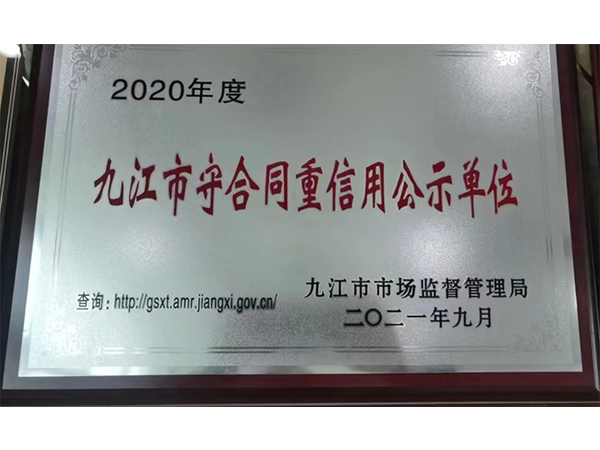 2020年度
九江市守合同重信用公示单位
九江市市场监督管理局
查询：http://gsxt.amr.jiangxi.gov.cn/
二〇二一年九月